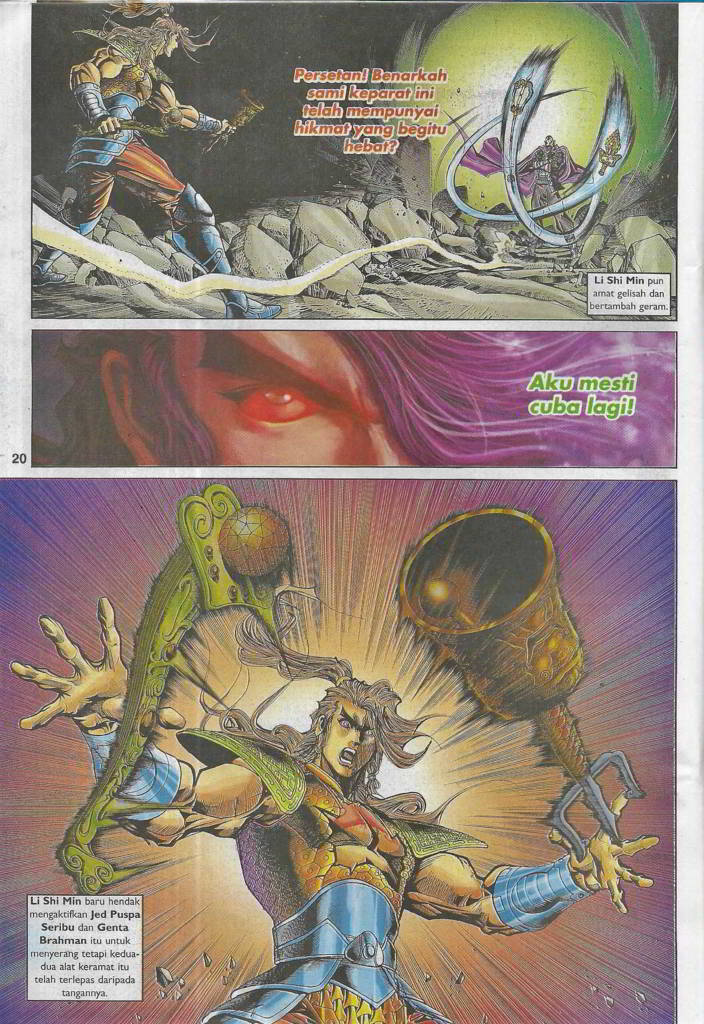 Persetan! Benarkah
sami keparat ini
telah mempunyai
hikmat yang begitu
hebat?
Li Shi Min pun
amat gelisah dan
bertambah geram.
Aku mesti
cuba lagi!
20
Li Shi Min baru hendak
mengaktifkan Jed Puspa
Seribu dan Genta
Brahman itu untuk
menyerang tetapi kedua-
dua alat keramat itu
telah terlepas daripada
tangannya.